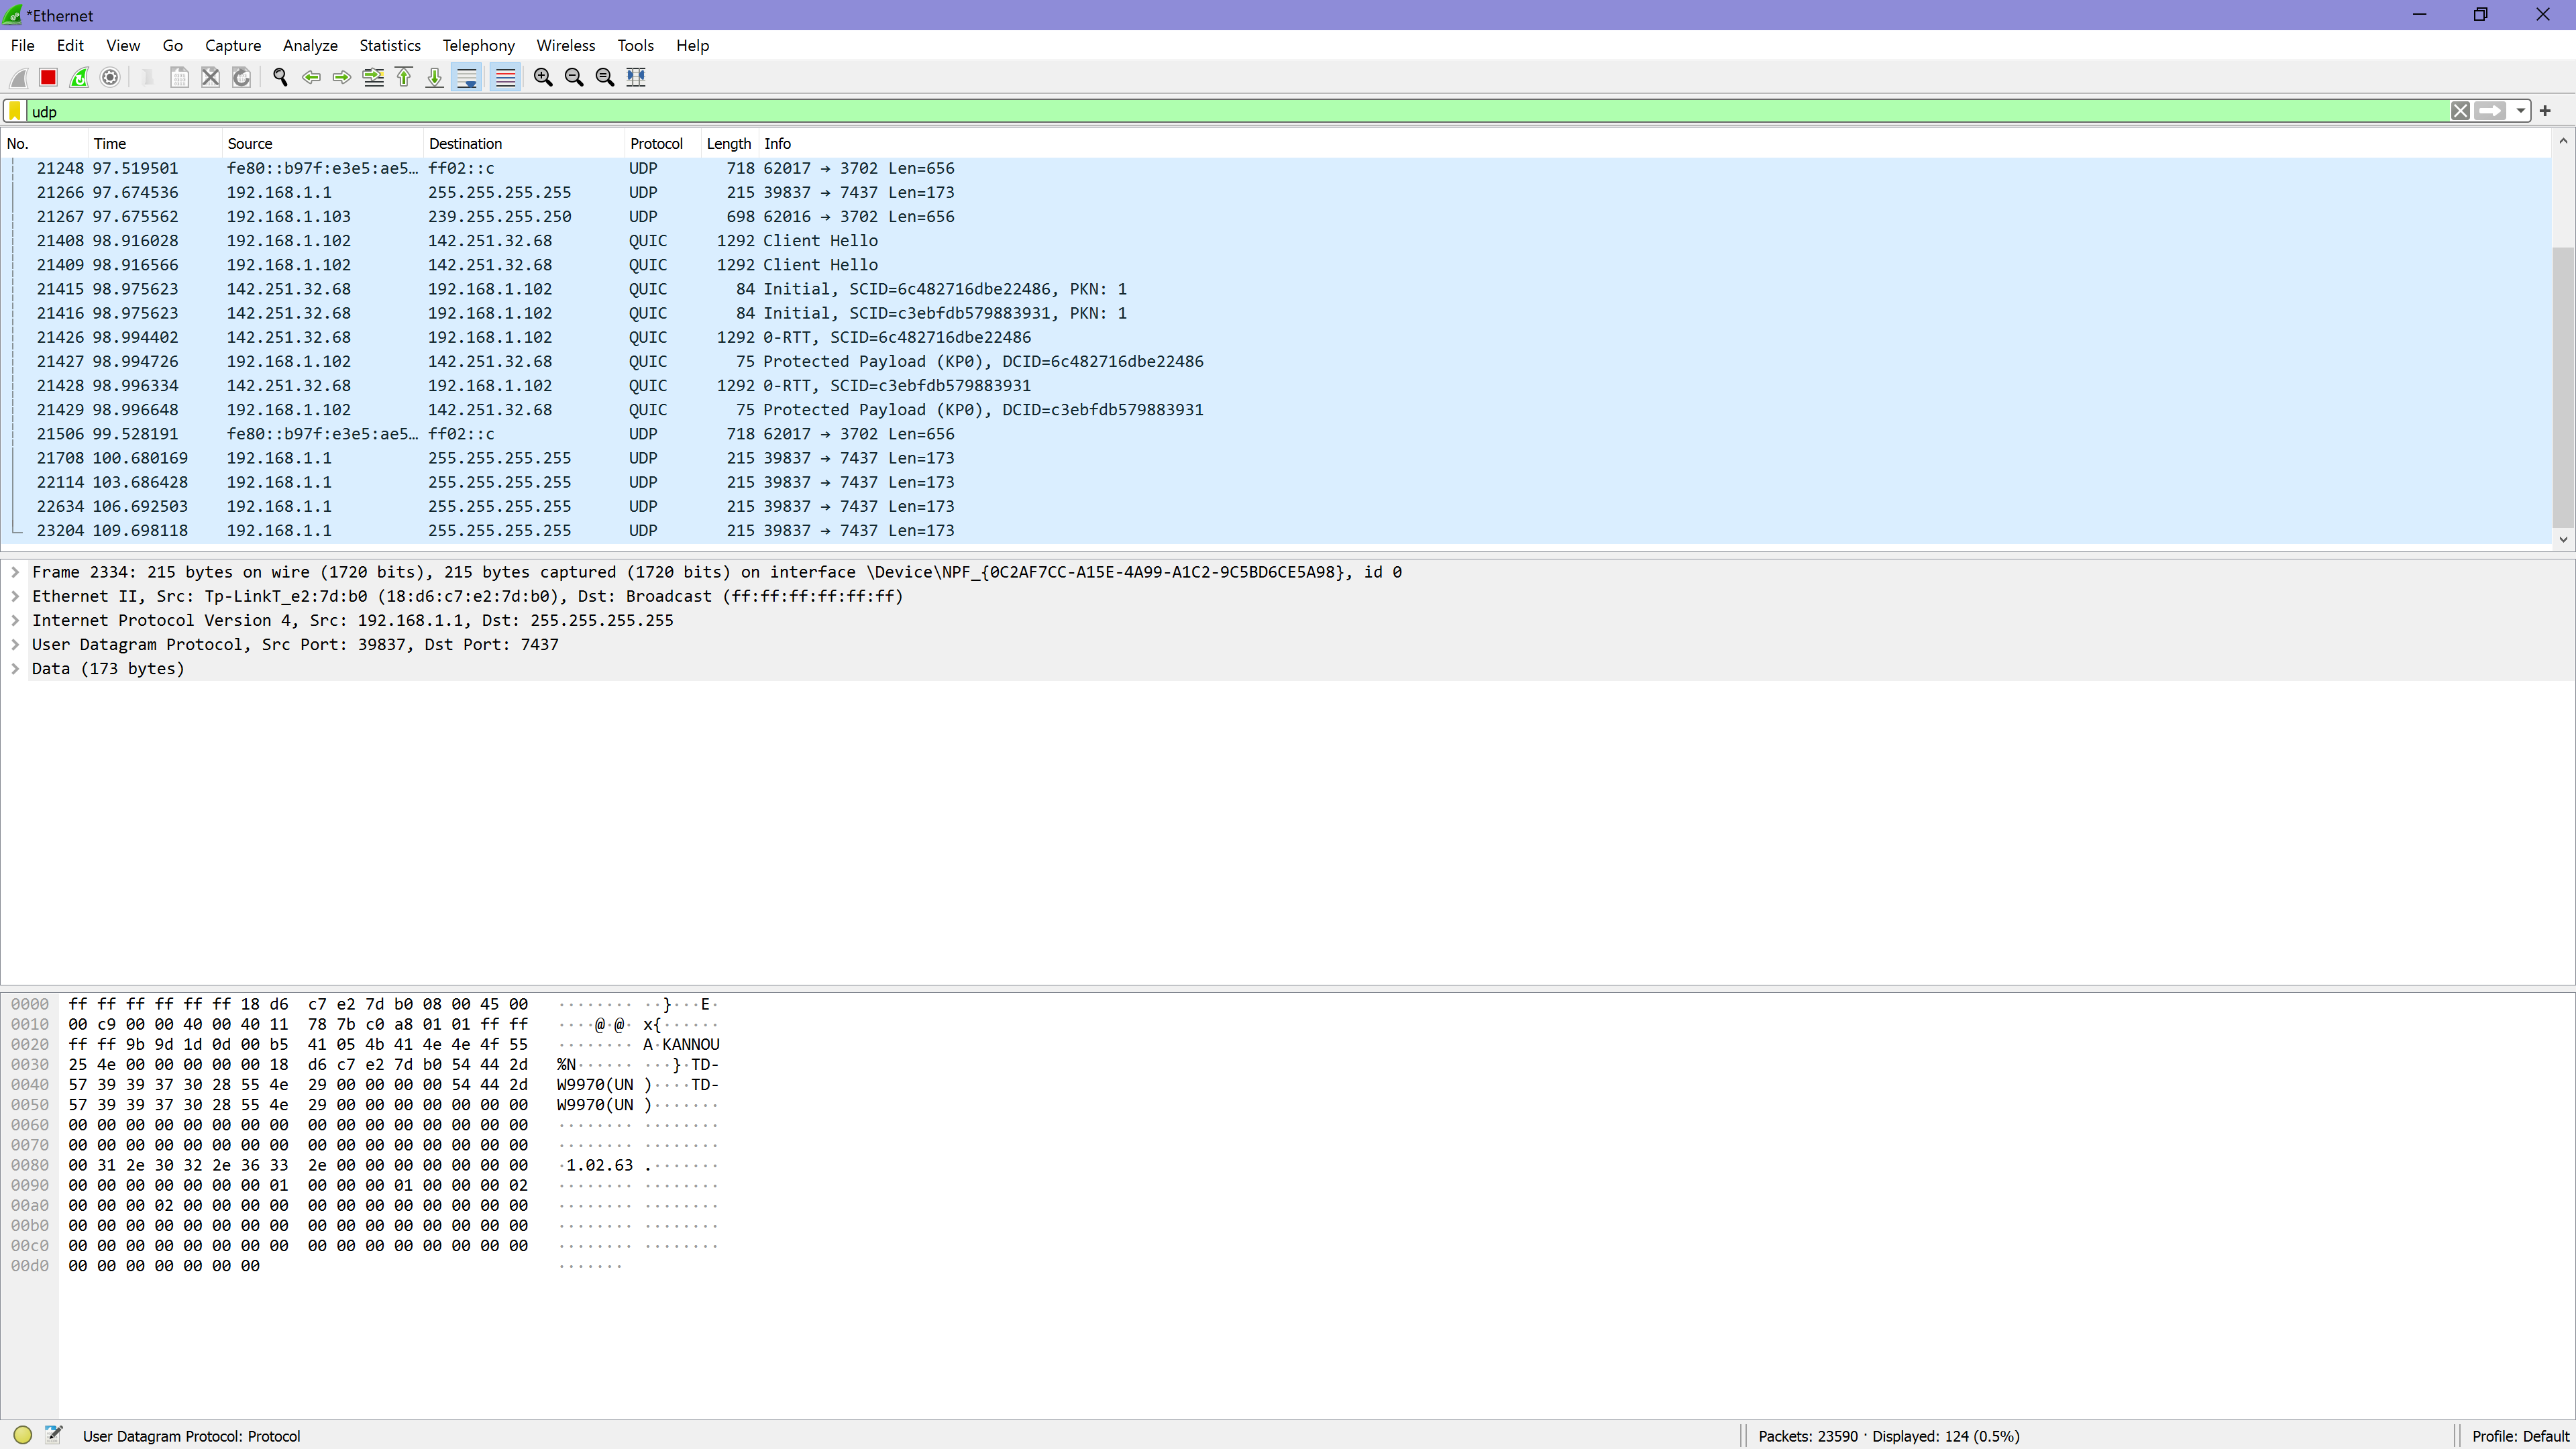 *Ethernet
File Edit View Go Capture Analyze Statistics Telephony Wireless Tools Help
udp
No. Time Source Destination Protocol Length Info
21248 97.519501 fe80::b97f:e3e5:ae5… ff02::c UDP 718 62017 → 3702 Len=656
21266 97.674536 192.168.1.1 255.255.255.255 UDP 215 39837 → 7437 Len=173
21267 97.675562 192.168.1.103 239.255.255.250 UDP 698 62016 → 3702 Len=656
21408 98.916028 192.168.1.102 142.251.32.68 QUIC 1292 Client Hello
21409 98.916566 192.168.1.102 142.251.32.68 QUIC 1292 Client Hello
21415 98.975623 142.251.32.68 192.168.1.102 QUIC 84 Initial, SCID=6c482716dbe22486, PKN: 1
21416 98.975623 142.251.32.68 192.168.1.102 QUIC 84 Initial, SCID=c3ebfdb579883931, PKN: 1
21426 98.994402 142.251.32.68 192.168.1.102 QUIC 1292 0-RTT, SCID=6c482716dbe22486
21427 98.994726 192.168.1.102 142.251.32.68 QUIC 75 Protected Payload (KP0), DCID=6c482716dbe22486
21428 98.996334 142.251.32.68 192.168.1.102 QUIC 1292 0-RTT, SCID=c3ebfdb579883931
21429 98.996648 192.168.1.102 142.251.32.68 QUIC 75 Protected Payload (KP0), DCID=c3ebfdb579883931
21506 99.528191 fe80::b97f:e3e5:ae5… ff02::c UDP 718 62017 → 3702 Len=656
21708 100.680169 192.168.1.1 255.255.255.255 UDP 215 39837 → 7437 Len=173
22114 103.686428 192.168.1.1 255.255.255.255 UDP 215 39837 → 7437 Len=173
22634 106.692503 192.168.1.1 255.255.255.255 UDP 215 39837 → 7437 Len=173
23204 109.698118 192.168.1.1 255.255.255.255 UDP 215 39837 → 7437 Len=173
Frame 2334: 215 bytes on wire (1720 bits), 215 bytes captured (1720 bits) on interface \Device\NPF_{0C2AF7CC-A15E-4A99-A1C2-9C5BD6CE5A98}, id 0
Ethernet II, Src: Tp-LinkT_e2:7d:b0 (18:d6:c7:e2:7d:b0), Dst: Broadcast (ff:ff:ff:ff:ff:ff)
Internet Protocol Version 4, Src: 192.168.1.1, Dst: 255.255.255.255
User Datagram Protocol, Src Port: 39837, Dst Port: 7437
Data (173 bytes)
0000 ff ff ff ff ff ff 18 d6 c7 e2 7d b0 08 00 45 00 ········ ··}···E·
0010 00 c9 00 00 40 00 40 11 78 7b c0 a8 01 01 ff ff ····@·@· x{······
0020 ff ff 9b 9d 1d 0d 00 b5 41 05 4b 41 4e 4e 4f 55 ········ A·KANNOU
0030 25 4e 00 00 00 00 00 18 d6 c7 e2 7d b0 54 44 2d %N······ ···}·TD-
0040 57 39 39 37 30 28 55 4e 29 00 00 00 00 54 44 2d W9970(UN )····TD-
0050 57 39 39 37 30 28 55 4e 29 00 00 00 00 00 00 00 W9970(UN )·······
0060 00 00 00 00 00 00 00 00 00 00 00 00 00 00 00 00 ········ ········
0070 00 00 00 00 00 00 00 00 00 00 00 00 00 00 00 00 ········ ········
0080 00 31 2e 30 32 2e 36 33 2e 00 00 00 00 00 00 00 ·1.02.63 .·······
0090 00 00 00 00 00 00 00 01 00 00 00 01 00 00 00 02 ········ ········
00a0 00 00 00 02 00 00 00 00 00 00 00 00 00 00 00 00 ········ ········
00b0 00 00 00 00 00 00 00 00 00 00 00 00 00 00 00 00 ········ ········
00c0 00 00 00 00 00 00 00 00 00 00 00 00 00 00 00 00 ········ ········
00d0 00 00 00 00 00 00 00 ·······
User Datagram Protocol: Protocol Packets: 23590 · Displayed: 124 (0.5%) Profile: Default